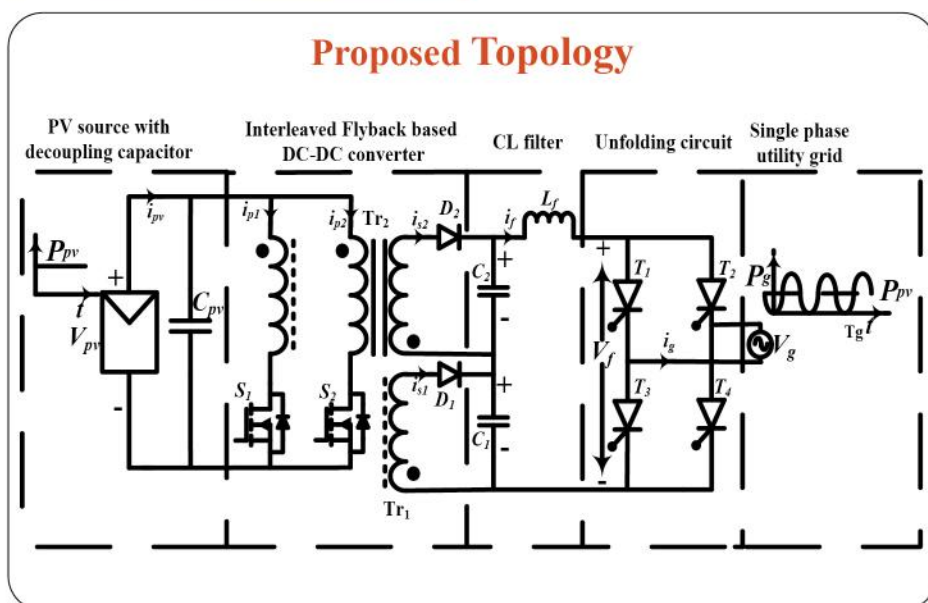 Proposed Topology
PV source with
decoupling capacitor
Interleaved Flyback based
DC-DC converter
CL filter
Unfolding circuit
Single phase
utility grid
Ppv
t
ipv
+
Vpv
-
Cpv
ip1
ip2
Tr2
is2
D2
if
Lf
S1
S2
is1
D1
Tr1
+
C2
-
+
C1
-
+
Vf
-
T1
T2
T3
T4
ig
Pg
Ppv
Tg
t
Vg